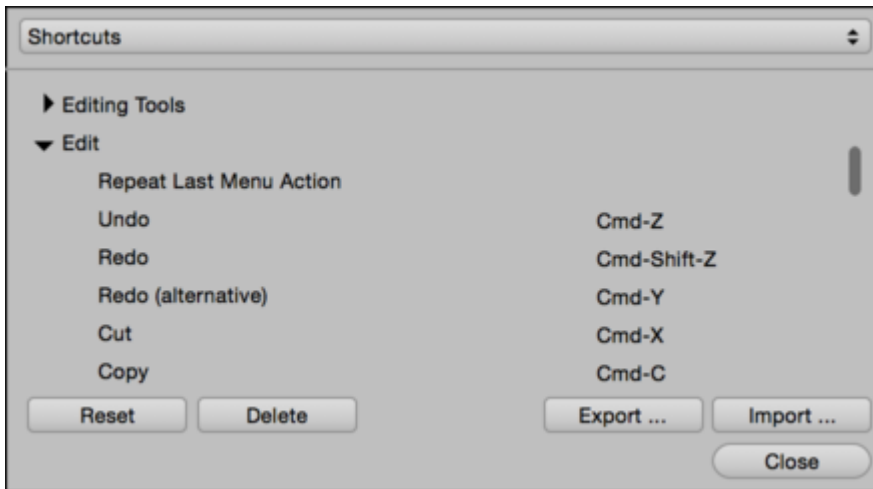 Shortcuts
Editing Tools
Edit
Repeat Last Menu Action
Undo Cmd-Z
Redo Cmd-Shift-Z
Redo (alternative) Cmd-Y
Cut Cmd-X
Copy Cmd-C
Reset Delete Export ... Import ...
Close